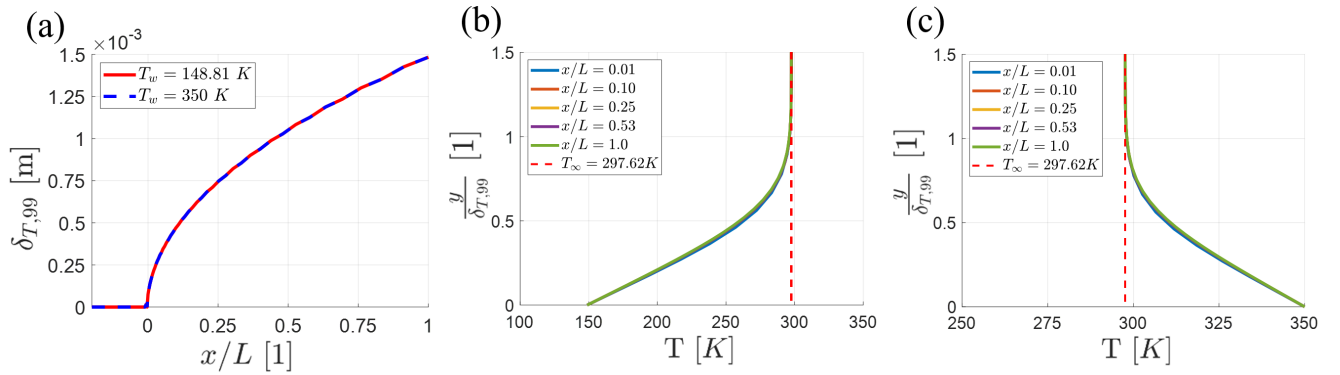 (a)
×10⁻³
1.5
1.25
1
0.75
0.5
0.25
0
δ_{T,99} [m]
T_w = 148.81 K
T_w = 350 K
0 0.25 0.5 0.75 1
x/L [1]
(b)
1.5
1
0.5
0
y/δ_{T,99} [1]
x/L = 0.01
x/L = 0.10
x/L = 0.25
x/L = 0.53
x/L = 1.0
T_∞ = 297.62K
100 150 200 250 300 350
T [K]
(c)
1.5
1
0.5
0
y/δ_{T,99} [1]
x/L = 0.01
x/L = 0.10
x/L = 0.25
x/L = 0.53
x/L = 1.0
T_∞ = 297.62K
250 275 300 325 350
T [K]